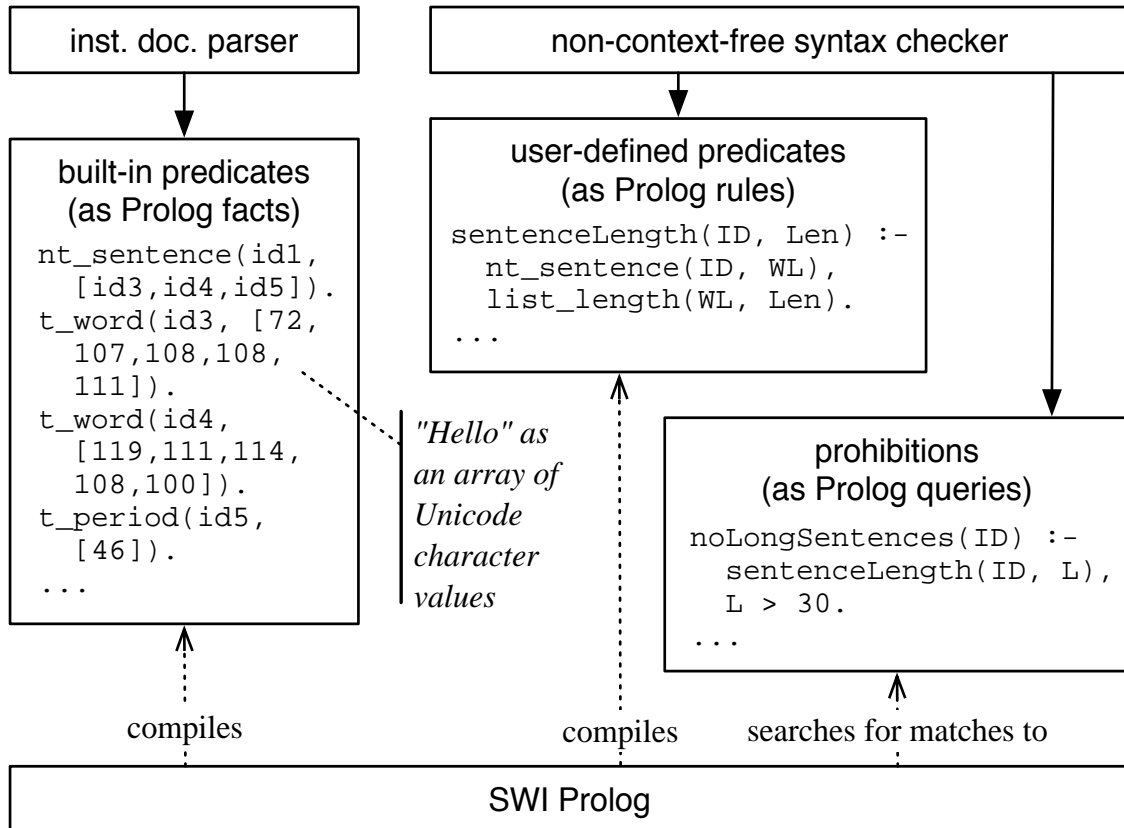 inst. doc. parser
non-context-free syntax checker
built-in predicates
(as Prolog facts)
nt_sentence(id1,
[id3,id4,id5]).
t_word(id3, [72,
107,108,108,
111]).
t_word(id4,
[119,111,114,
108,100]).
t_period(id5,
[46]).
...
"Hello" as
an array of
Unicode
character
values
user-defined predicates
(as Prolog rules)
sentenceLength(ID, Len) :-
nt_sentence(ID, WL),
list_length(WL, Len).
...
prohibitions
(as Prolog queries)
noLongSentences(ID) :-
sentenceLength(ID, L),
L > 30.
...
compiles
compiles
searches for matches to
SWI Prolog